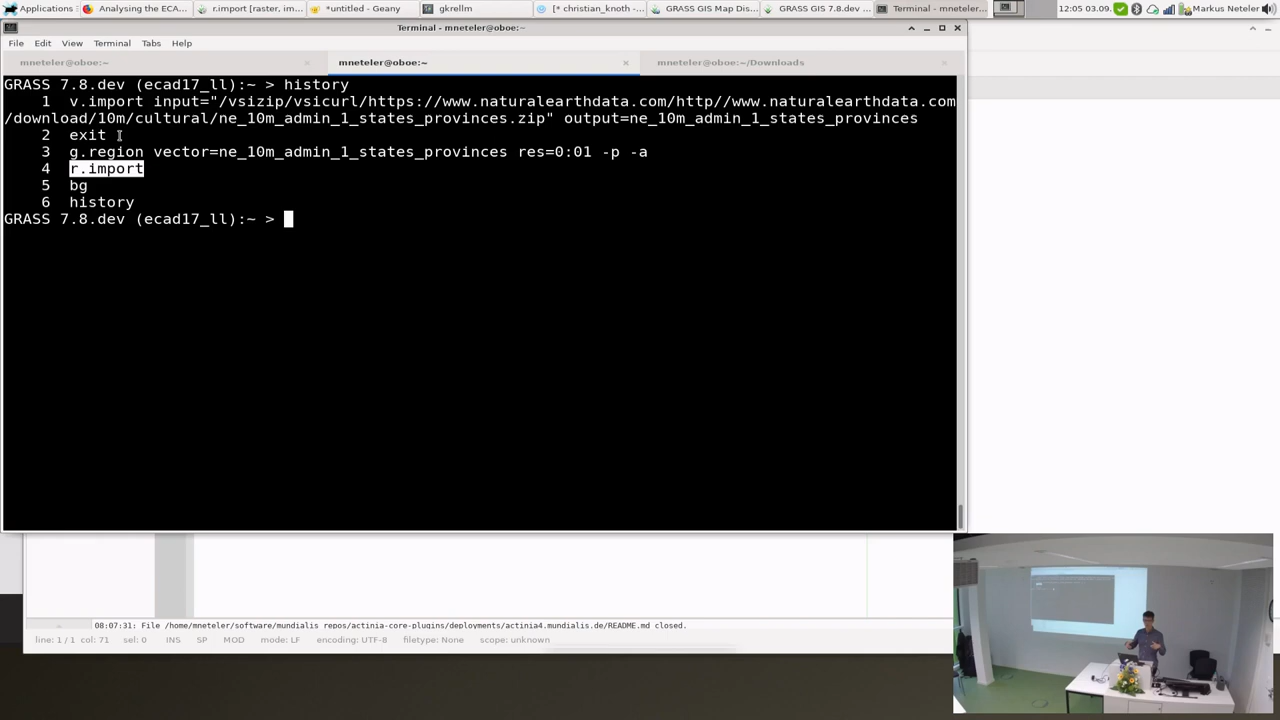 Applications
Analysing the ECA...
r.import [raster, im...
*untitled - Geany
gkrellm
[* christian_knoth ...
GRASS GIS Map Dis...
GRASS GIS 7.8.dev ...
Terminal - mneteler...
12:05 03.09.
Markus Neteler
Terminal - mneteler@oboe:~
File Edit View Terminal Tabs Help
mneteler@oboe:~
mneteler@oboe:~
mneteler@oboe:~/Downloads
GRASS 7.8.dev (ecad17_ll):~ > history
1 v.import input="/vsizip/vsicurl/https://www.naturalearthdata.com/http//www.naturalearthdata.com
/download/10m/cultural/ne_10m_admin_1_states_provinces.zip" output=ne_10m_admin_1_states_provinces
2 exit
3 g.region vector=ne_10m_admin_1_states_provinces res=0:01 -p -a
4 r.import
5 bg
6 history
GRASS 7.8.dev (ecad17_ll):~ >
08:07:31: File /home/mneteler/software/mundialis repos/actinia-core-plugins/deployments/actinia4.mundialis.de/README.md closed.
line: 1 / 1 col: 71 sel: 0 INS SP MOD mode: LF encoding: UTF-8 filetype: None scope: unknown